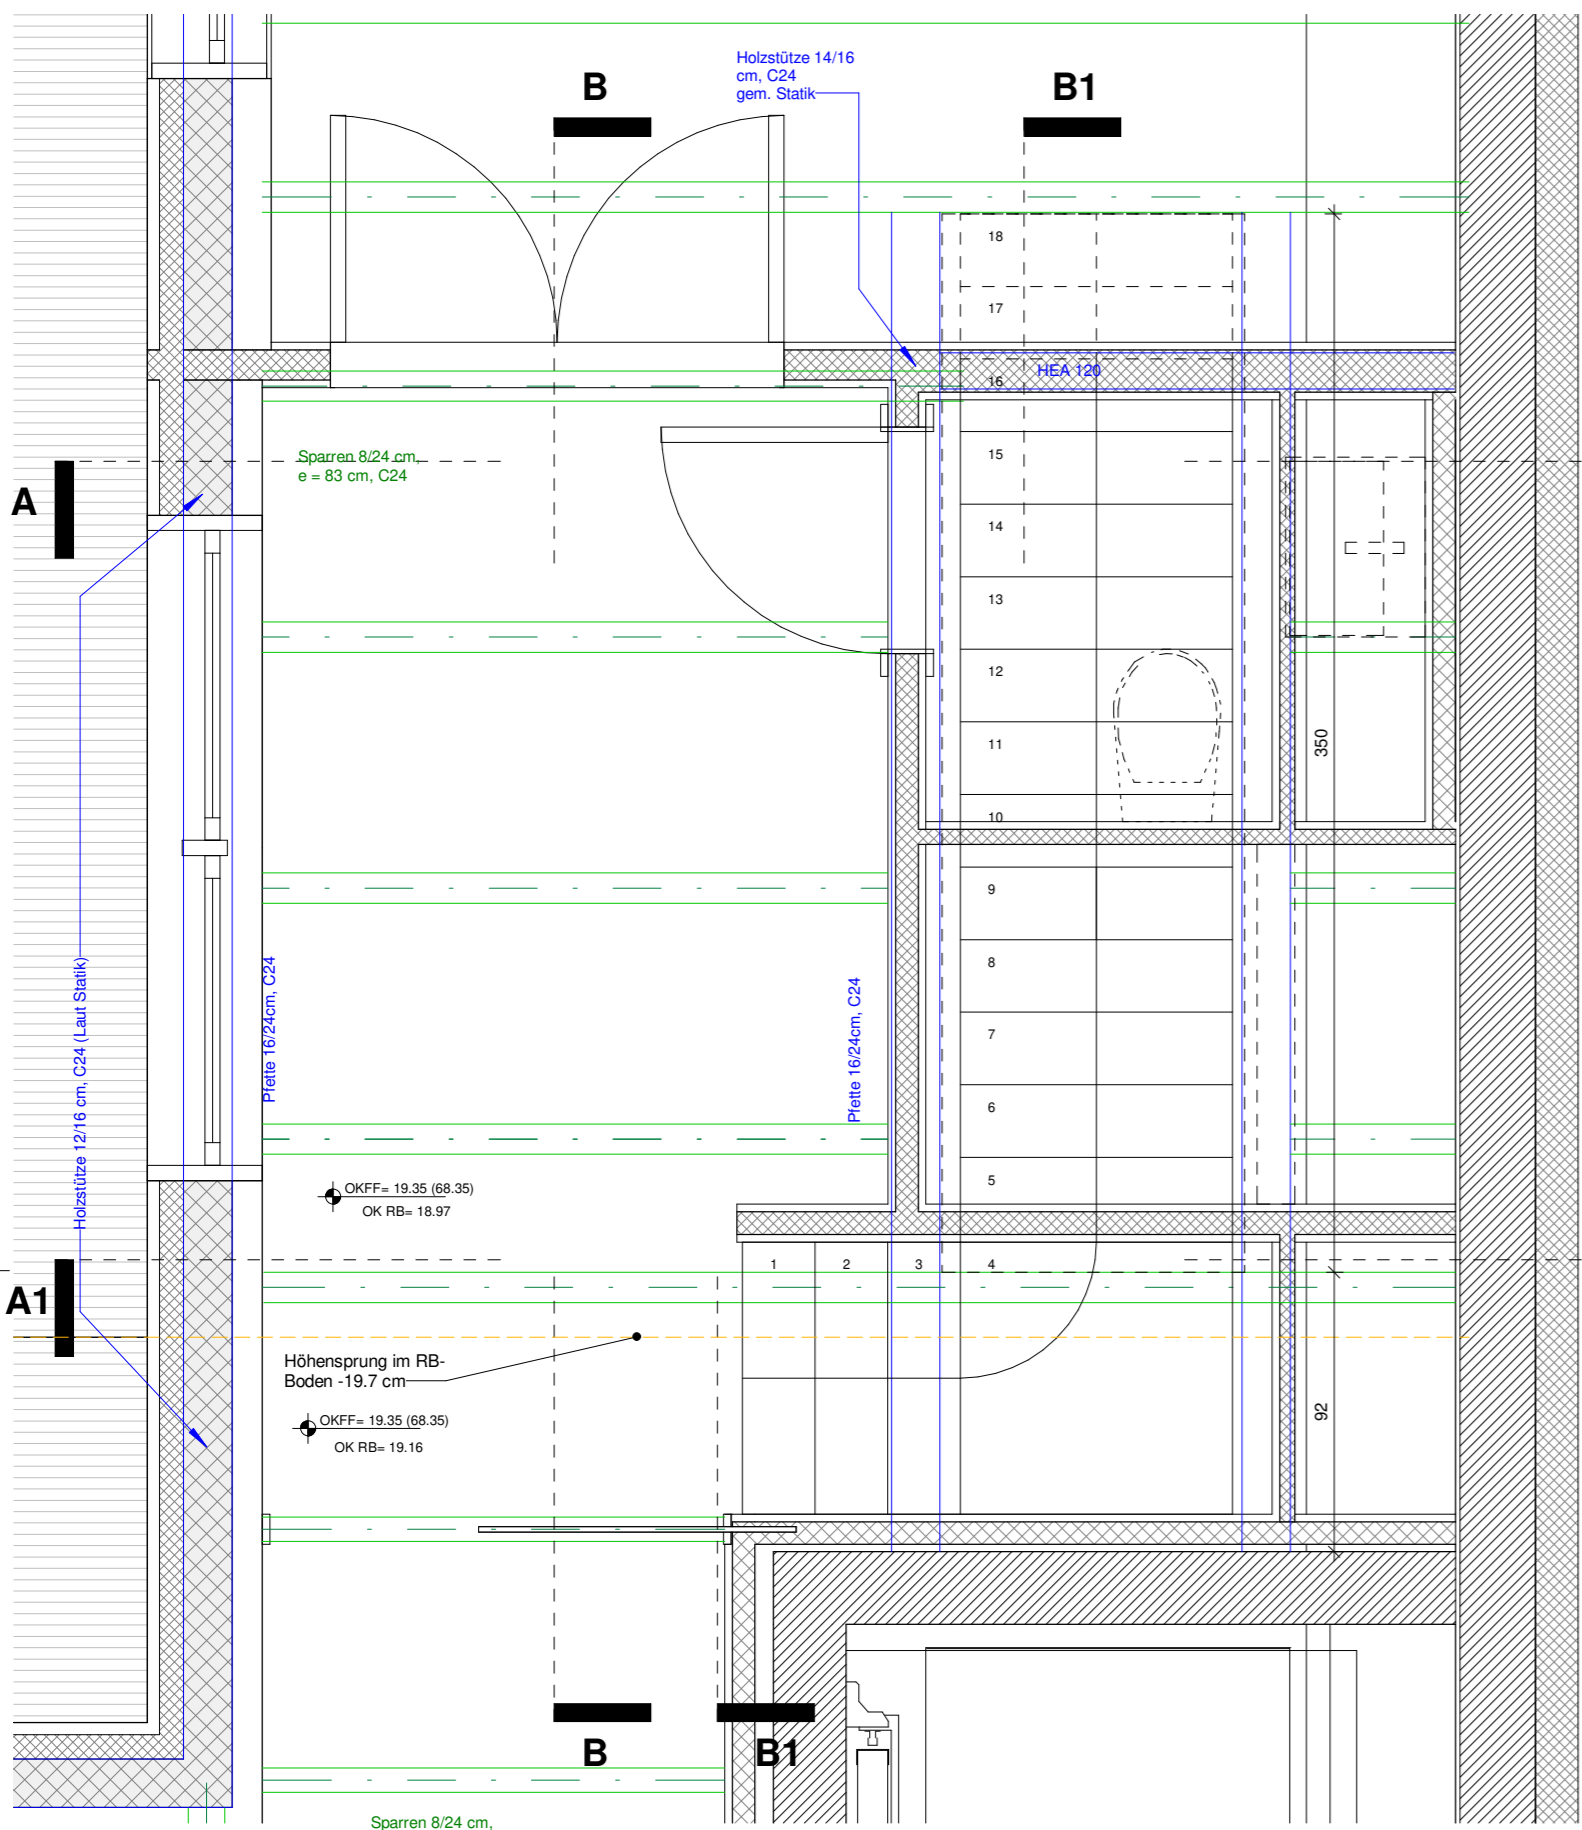 Holzstütze 14/16
cm, C24
gem. Statik
B
B1
18
17
16
HEA 120
Sparren 8/24 cm,
e = 83 cm, C24
15
A
14
13
12
11
350
10
9
8
7
6
5
Holzstütze 12/16 cm, C24 (Laut Statik)
Pfette 16/24cm, C24
Pfette 16/24cm, C24
OKFF= 19.35 (68.35)
OK RB= 18.97
1
2
3
4
A1
Höhensprung im RB-
Boden -19.7 cm
92
OKFF= 19.35 (68.35)
OK RB= 19.16
B
B1
Sparren 8/24 cm,